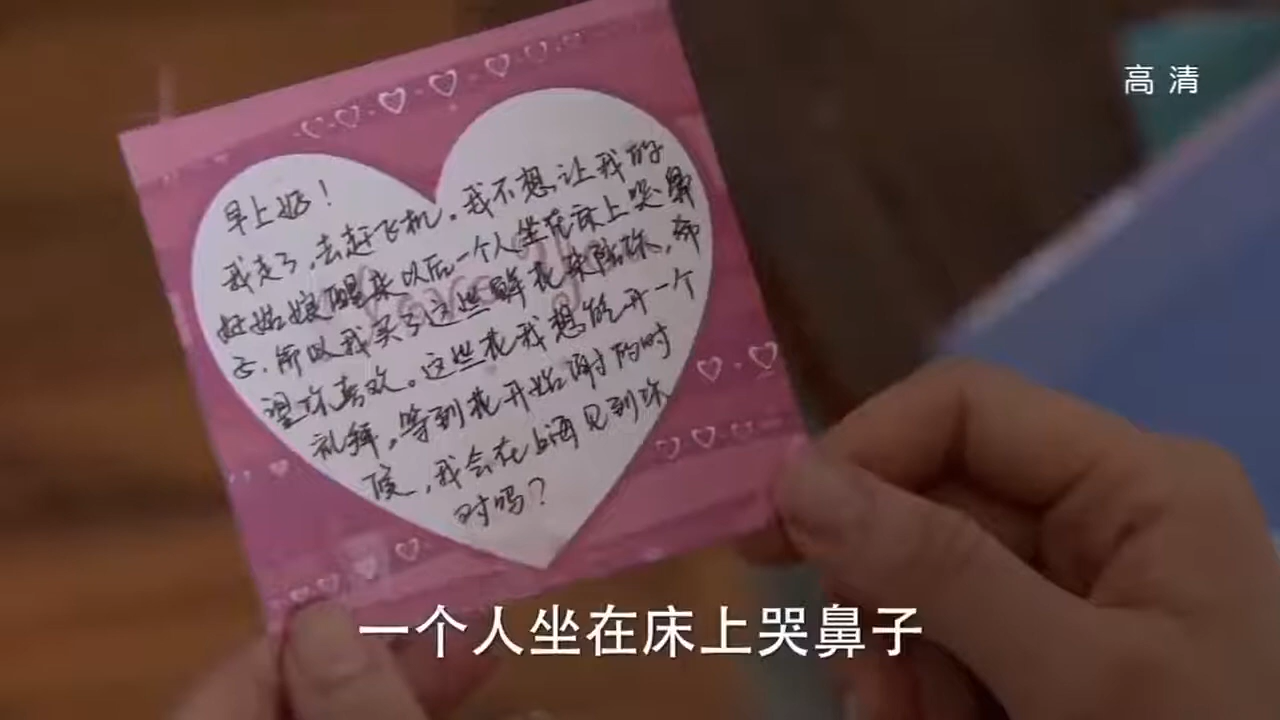 高清
早上好！
我走了，去赶飞机。我不想让我的
好姑娘醒来以后一个人坐在床上哭鼻
子，所以我买了这些鲜花来陪你，希
望你喜欢。这些花我想能开一个
礼拜，等到花开始谢的时
候，我会在上海见到你
对吗？
一个人坐在床上哭鼻子